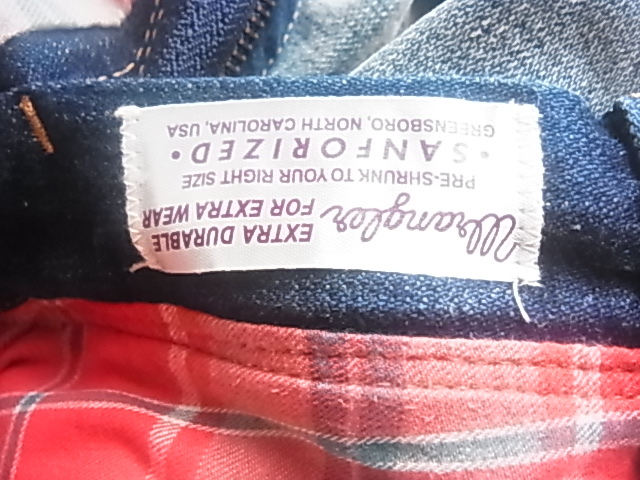 Wrangler EXTRA DURABLE
FOR EXTRA WEAR
PRE-SHRUNK TO YOUR RIGHT SIZE
• SANFORIZED •
GREENSBORO, NORTH CAROLINA, USA